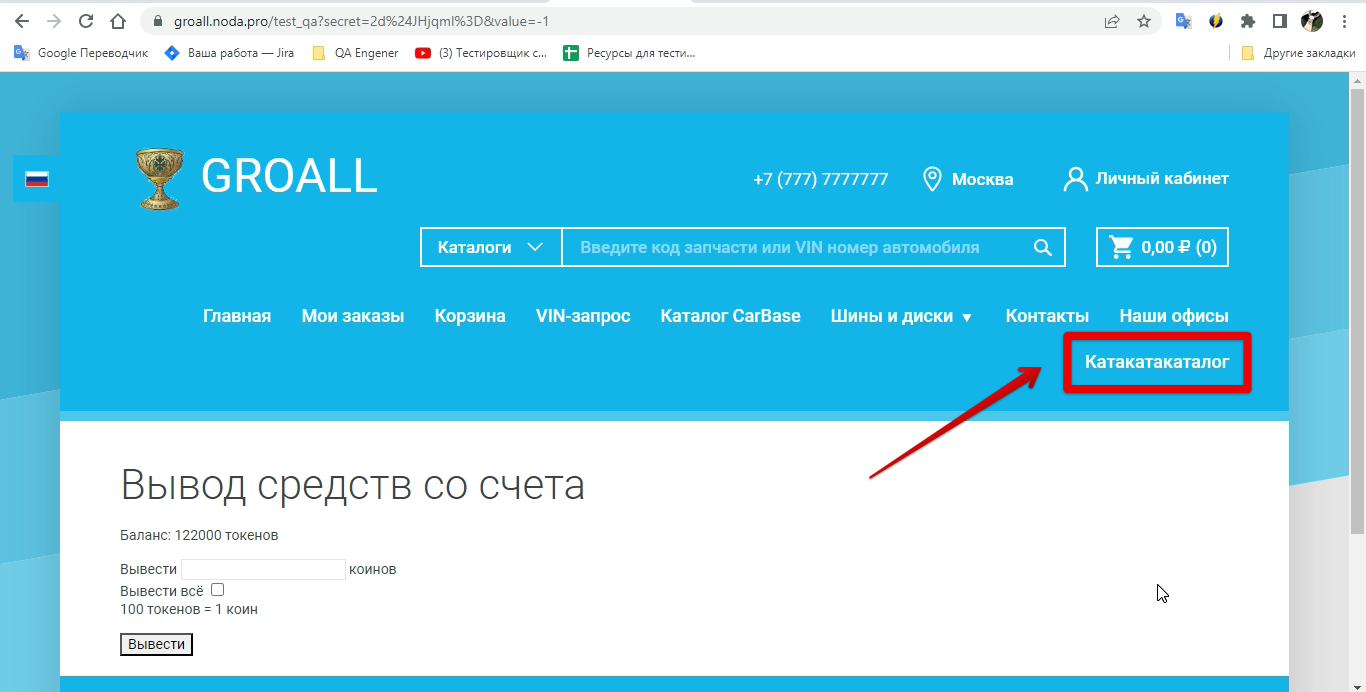 groall.noda.pro/test_qa?secret=2d%24JHjqmI%3D&value=-1
Google Переводчик Ваша работа — Jira QA Engener (3) Тестировщик с... Ресурсы для тести... Другие закладки
GROALL
+7 (777) 7777777 Москва Личный кабинет
Каталоги Введите код запчасти или VIN номер автомобиля 0,00 ₽ (0)
Главная Мои заказы Корзина VIN-запрос Каталог CarBase Шины и диски Контакты Наши офисы
Катакатакаталог
Вывод средств со счета
Баланс: 122000 токенов
Вывести коинов
Вывести всё
100 токенов = 1 коин
Вывести